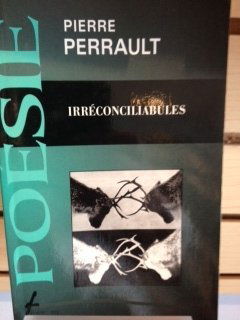 PIERRE
PERRAULT
IRRÉCONCILIABULES
POÉSIE